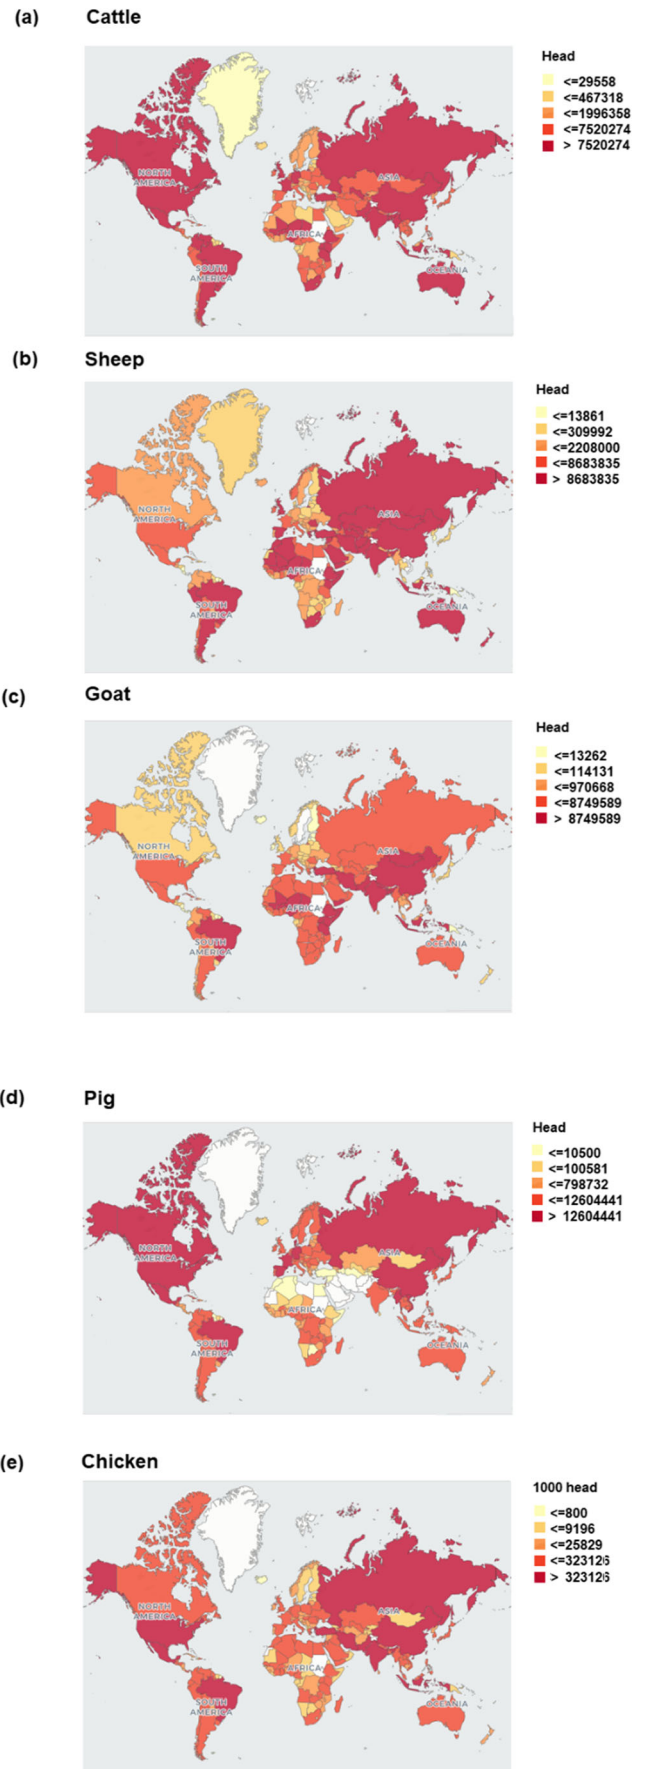 (a) Cattle
Head
<=29558
<=467318
<=1996358
<=7520274
> 7520274
NORTH
AMERICA
ASIA
AFRICA
SOUTH
AMERICA
OCEANIA
(b) Sheep
Head
<=13861
<=309992
<=2208000
<=8683835
> 8683835
NORTH
AMERICA
ASIA
AFRICA
SOUTH
AMERICA
OCEANIA
(c) Goat
Head
<=13262
<=114131
<=970668
<=8749589
> 8749589
NORTH
AMERICA
ASIA
AFRICA
SOUTH
AMERICA
OCEANIA
(d) Pig
Head
<=10500
<=100581
<=798732
<=12604441
> 12604441
NORTH
AMERICA
ASIA
AFRICA
SOUTH
AMERICA
OCEANIA
(e) Chicken
1000 head
<=800
<=9196
<=25829
<=323126
> 323126
NORTH
AMERICA
ASIA
AFRICA
SOUTH
AMERICA
OCEANIA